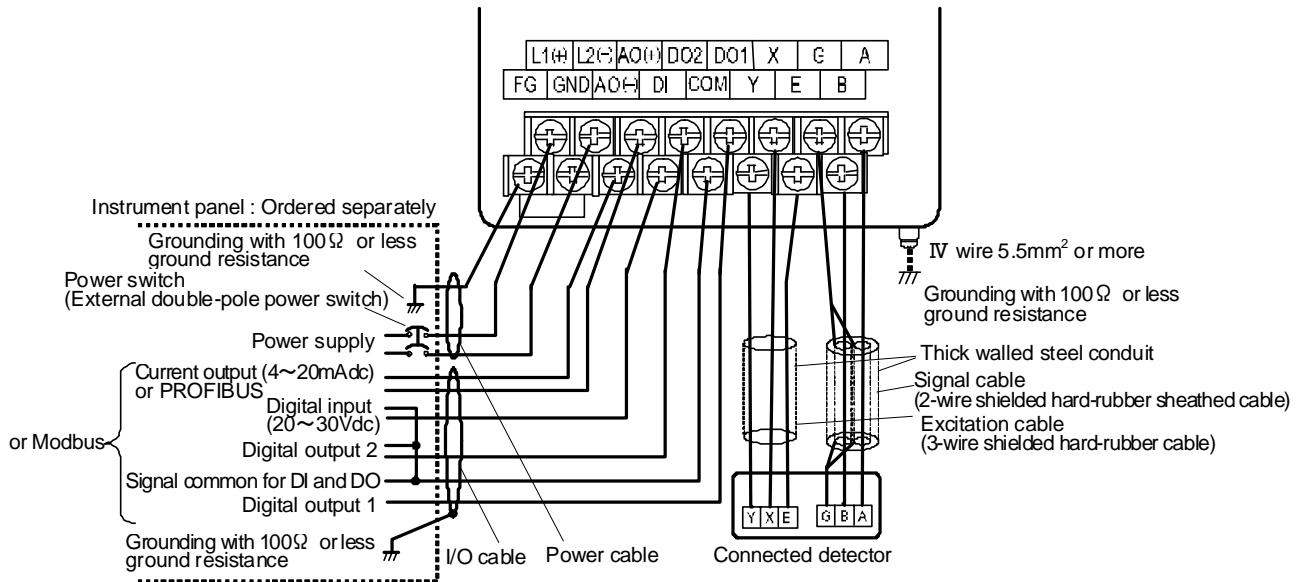 L1(+) L2(−) AO(+) DO2 DO1 X G A
FG GND AO(−) DI COM Y E B
Instrument panel : Ordered separately
Grounding with 100Ω or less
ground resistance
Power switch
(External double-pole power switch)
Power supply
Current output (4～20mAdc)
or PROFIBUS
Digital input
(20～30Vdc)
or Modbus
Digital output 2
Signal common for DI and DO
Digital output 1
Grounding with 100Ω or less
ground resistance
I/O cable
Power cable
IV wire 5.5mm² or more
Grounding with 100Ω or less
ground resistance
Thick walled steel conduit
Signal cable
(2-wire shielded hard-rubber sheathed cable)
Excitation cable
(3-wire shielded hard-rubber cable)
Y X E G B A
Connected detector